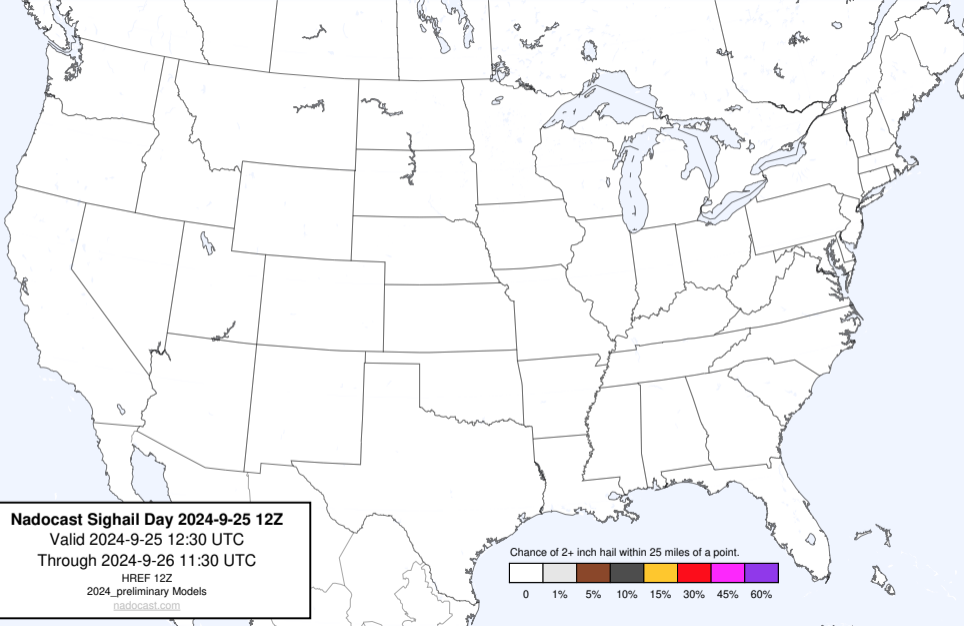 Nadocast Sighail Day 2024-9-25 12Z
Valid 2024-9-25 12:30 UTC
Through 2024-9-26 11:30 UTC
HREF 12Z
2024_preliminary Models
nadocast.com
Chance of 2+ inch hail within 25 miles of a point.
0 1% 5% 10% 15% 30% 45% 60%